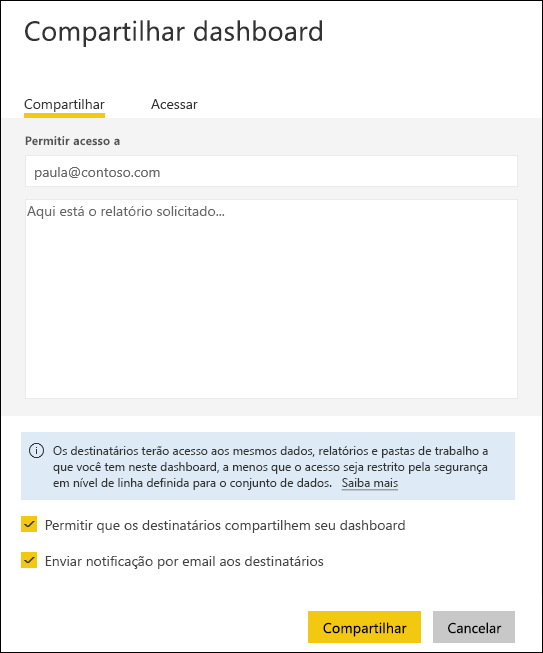 Compartilhar dashboard
Compartilhar
Acessar
Permitir acesso a
paula@contoso.com
Aqui está o relatório solicitado...
Os destinatários terão acesso aos mesmos dados, relatórios e pastas de trabalho a
que você tem neste dashboard, a menos que o acesso seja restrito pela segurança
em nível de linha definida para o conjunto de dados. Saiba mais
Permitir que os destinatários compartilhem seu dashboard
Enviar notificação por email aos destinatários
Compartilhar
Cancelar